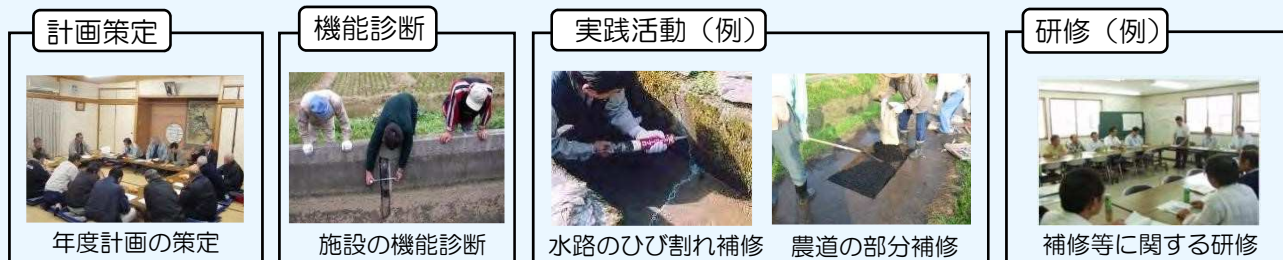 計画策定
機能診断
実践活動（例）
研修（例）
年度計画の策定
施設の機能診断
水路のひび割れ補修
農道の部分補修
補修等に関する研修